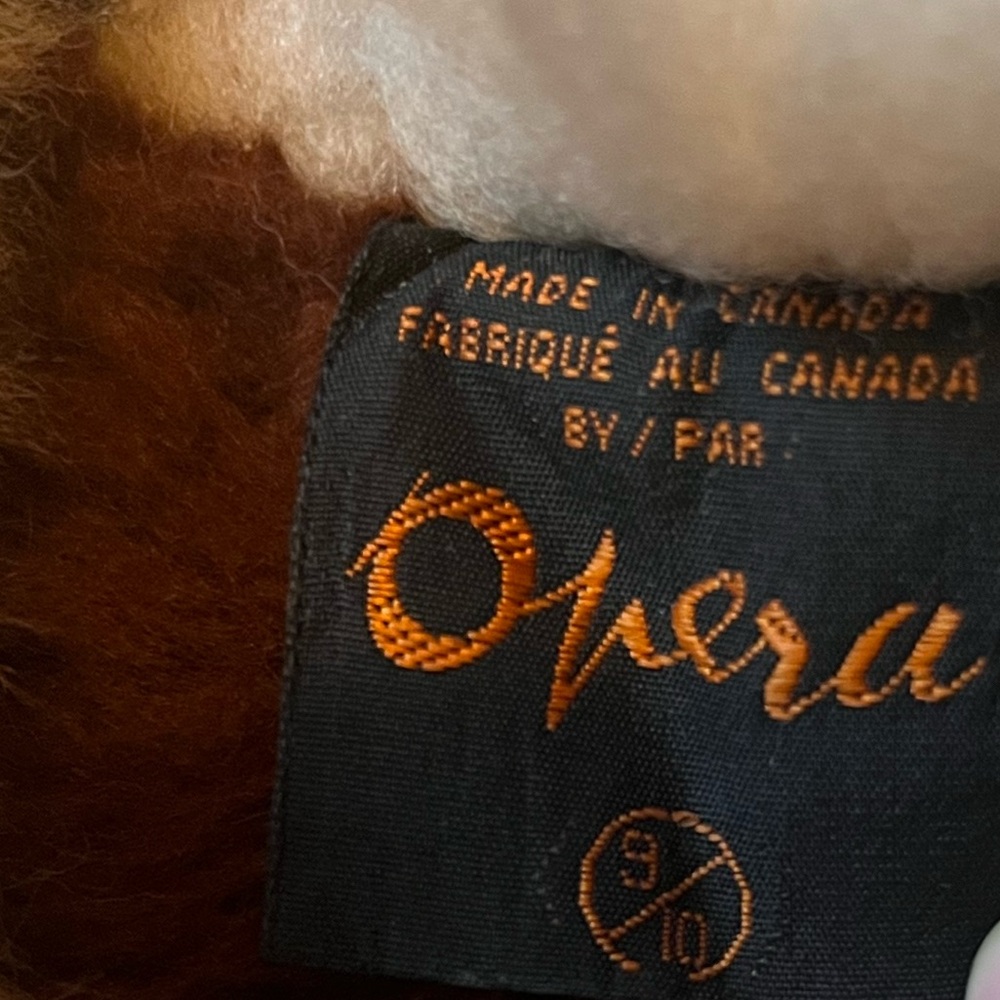 MADE IN CANADA
FABRIQUÉ AU CANADA
BY / PAR
Opera
9/10